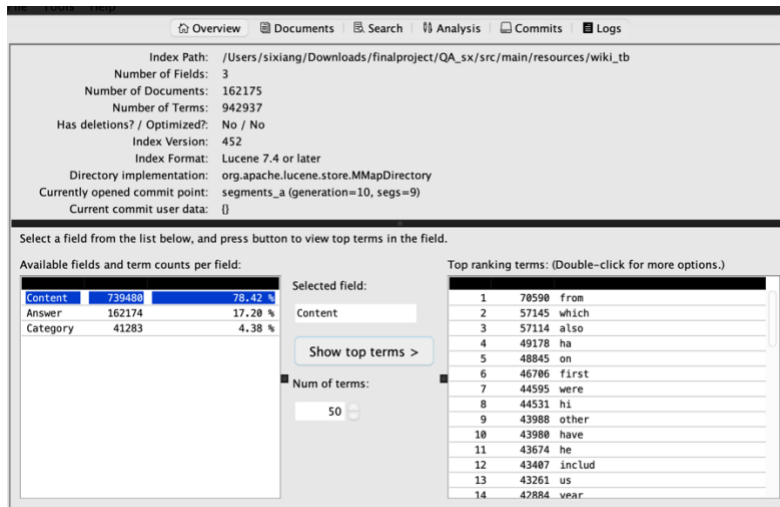 File Tools Help
Overview Documents Search Analysis Commits Logs
Index Path: /Users/sixiang/Downloads/finalproject/QA_sx/src/main/resources/wiki_tb
Number of Fields: 3
Number of Documents: 162175
Number of Terms: 942937
Has deletions? / Optimized?: No / No
Index Version: 452
Index Format: Lucene 7.4 or later
Directory implementation: org.apache.lucene.store.MMapDirectory
Currently opened commit point: segments_a (generation=10, segs=9)
Current commit user data: {}
Select a field from the list below, and press button to view top terms in the field.
Available fields and term counts per field:
Content 739480 78.42 %
Answer 162174 17.20 %
Category 41283 4.38 %
Selected field:
Content
Show top terms >
Num of terms:
50
Top ranking terms: (Double-click for more options.)
1 70590 from
2 57145 which
3 57114 also
4 49178 ha
5 48845 on
6 46706 first
7 44595 were
8 44531 hi
9 43988 other
10 43980 have
11 43674 he
12 43407 includ
13 43261 us
14 42884 year